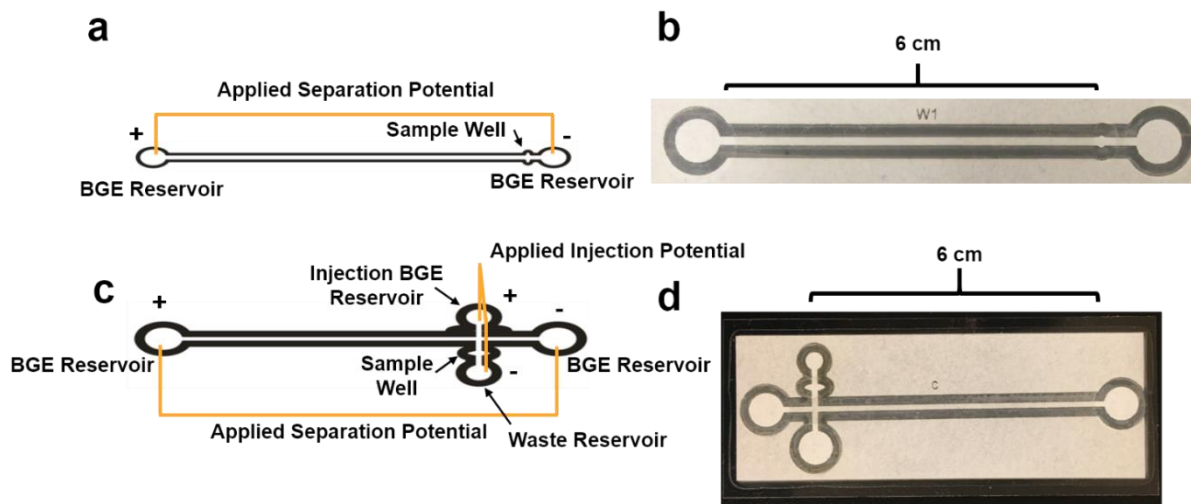 a
Applied Separation Potential
+
-
Sample Well
BGE Reservoir
BGE Reservoir
b
6 cm
W1
c
Applied Injection Potential
Injection BGE
Reservoir
+
+
-
BGE Reservoir
BGE Reservoir
Sample
Well
-
Applied Separation Potential
Waste Reservoir
d
6 cm
C